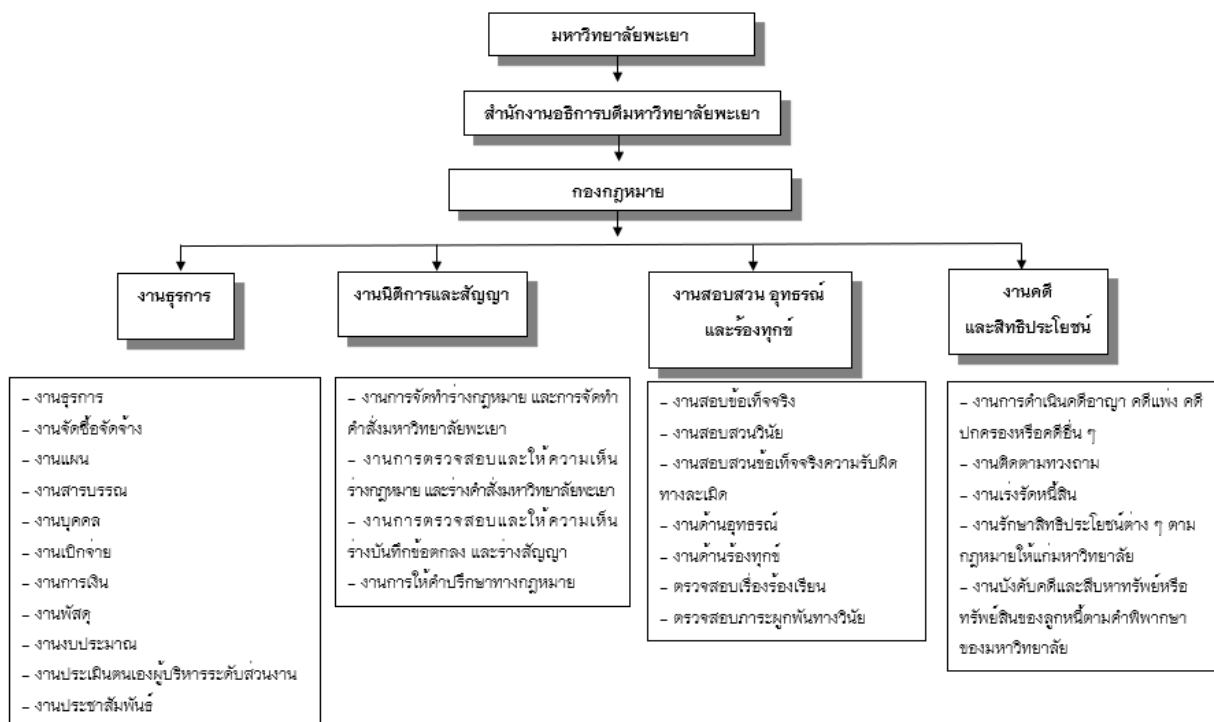 มหาวิทยาลัยพะเยา
สำนักงานอธิการบดีมหาวิทยาลัยพะเยา
กองกฎหมาย
งานธุรการ
งานนิติการและสัญญา
งานสอบสวน อุทธรณ์
และร้องทุกข์
งานคดี
และสิทธิประโยชน์
- งานธุรการ
- งานจัดซื้อจัดจ้าง
- งานแผน
- งานสารบรรณ
- งานบุคคล
- งานเบิกจ่าย
- งานการเงิน
- งานพัสดุ
- งานงบประมาณ
- งานประเมินตนเองผู้บริหารระดับส่วนงาน
- งานประชาสัมพันธ์
- งานการจัดทำร่างกฎหมาย และการจัดทำ
คำสั่งมหาวิทยาลัยพะเยา
- งานการตรวจสอบและให้ความเห็น
ร่างกฎหมาย และร่างคำสั่งมหาวิทยาลัยพะเยา
- งานการตรวจสอบและให้ความเห็น
ร่างบันทึกข้อตกลง และร่างสัญญา
- งานการให้คำปรึกษาทางกฎหมาย
- งานสอบข้อเท็จจริง
- งานสอบสวนวินัย
- งานสอบสวนข้อเท็จจริงความรับผิด
ทางละเมิด
- งานด้านอุทธรณ์
- งานด้านร้องทุกข์
- ตรวจสอบเรื่องร้องเรียน
- ตรวจสอบภาระผูกพันทางวินัย
- งานการดำเนินคดีอาญา คดีแพ่ง คดี
ปกครองหรือคดีอื่น ๆ
- งานติดตามทวงถาม
- งานเร่งรัดหนี้สิน
- งานรักษาสิทธิประโยชน์ต่าง ๆ ตาม
กฎหมายให้แก่มหาวิทยาลัย
- งานบังคับคดีและสืบหาทรัพย์หรือ
ทรัพย์สินของลูกหนี้ตามคำพิพากษา
ของมหาวิทยาลัย